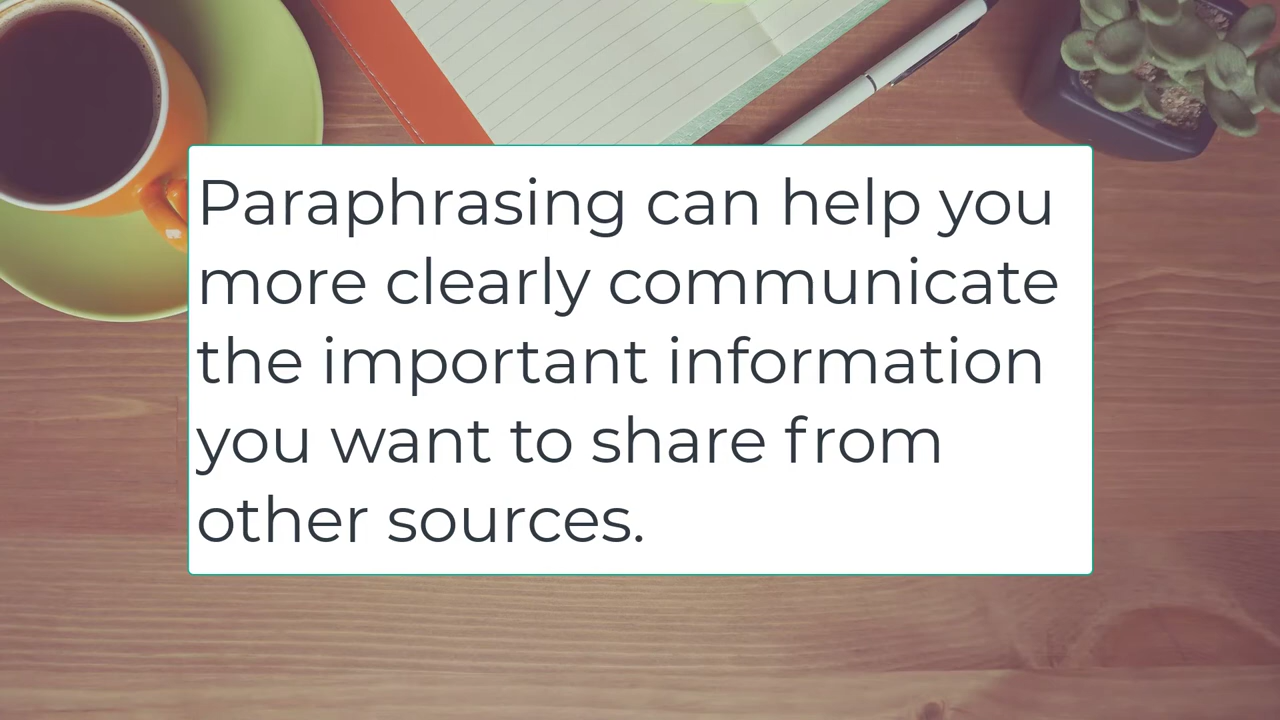 Paraphrasing can help you
more clearly communicate
the important information
you want to share from
other sources.